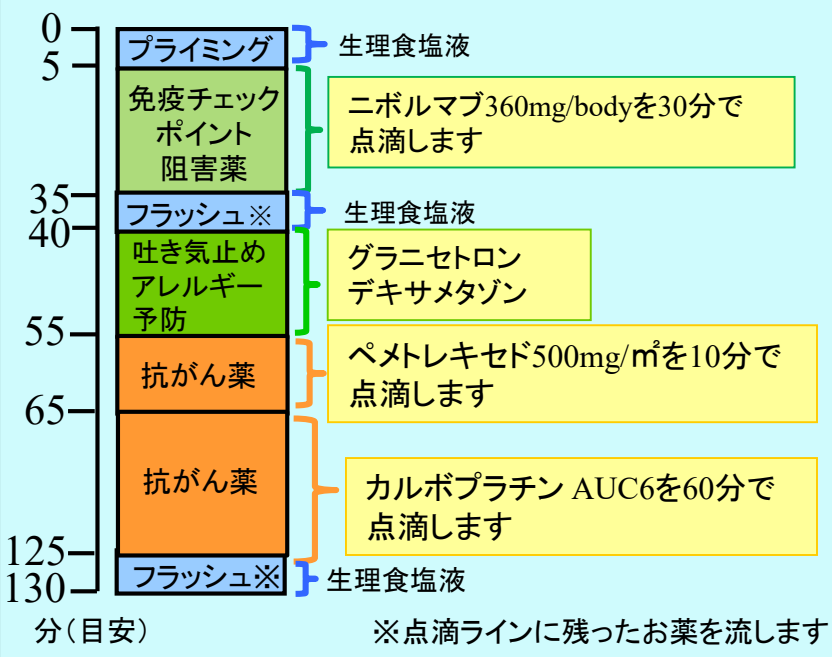 0
プライミング
生理食塩液
5
免疫チェック
ポイント
阻害薬
ニボルマブ360mg/bodyを30分で
点滴します
35
フラッシュ※
生理食塩液
40
吐き気止め
アレルギー
予防
グラニセトロン
デキサメタゾン
55
抗がん薬
ペメトレキセド500mg/㎡を10分で
点滴します
65
抗がん薬
カルボプラチン AUC6を60分で
点滴します
125
フラッシュ※
生理食塩液
130
分(目安)
※点滴ラインに残ったお薬を流します